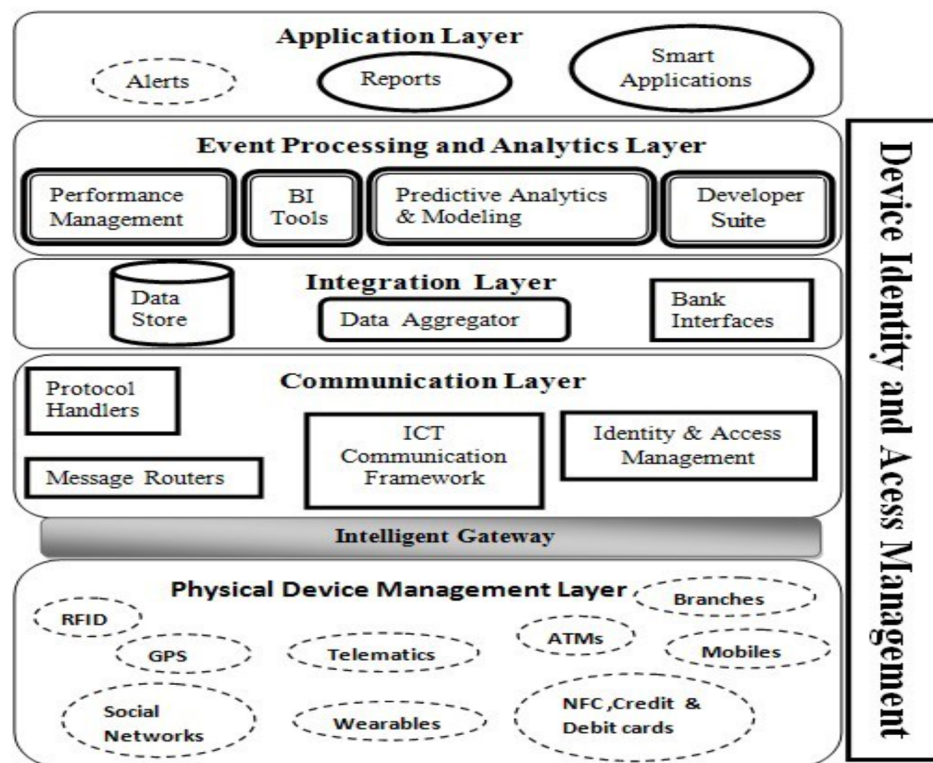 Application Layer
Alerts
Reports
Smart
Applications
Event Processing and Analytics Layer
Performance
Management
BI
Tools
Predictive Analytics
& Modeling
Developer
Suite
Integration Layer
Data
Store
Data Aggregator
Bank
Interfaces
Communication Layer
Protocol
Handlers
Message Routers
ICT
Communication
Framework
Identity & Access
Management
Intelligent Gateway
Physical Device Management Layer
RFID
GPS
Telematics
ATMs
Branches
Mobiles
Social
Networks
Wearables
NFC ,Credit &
Debit cards
Device Identity and Acess Management